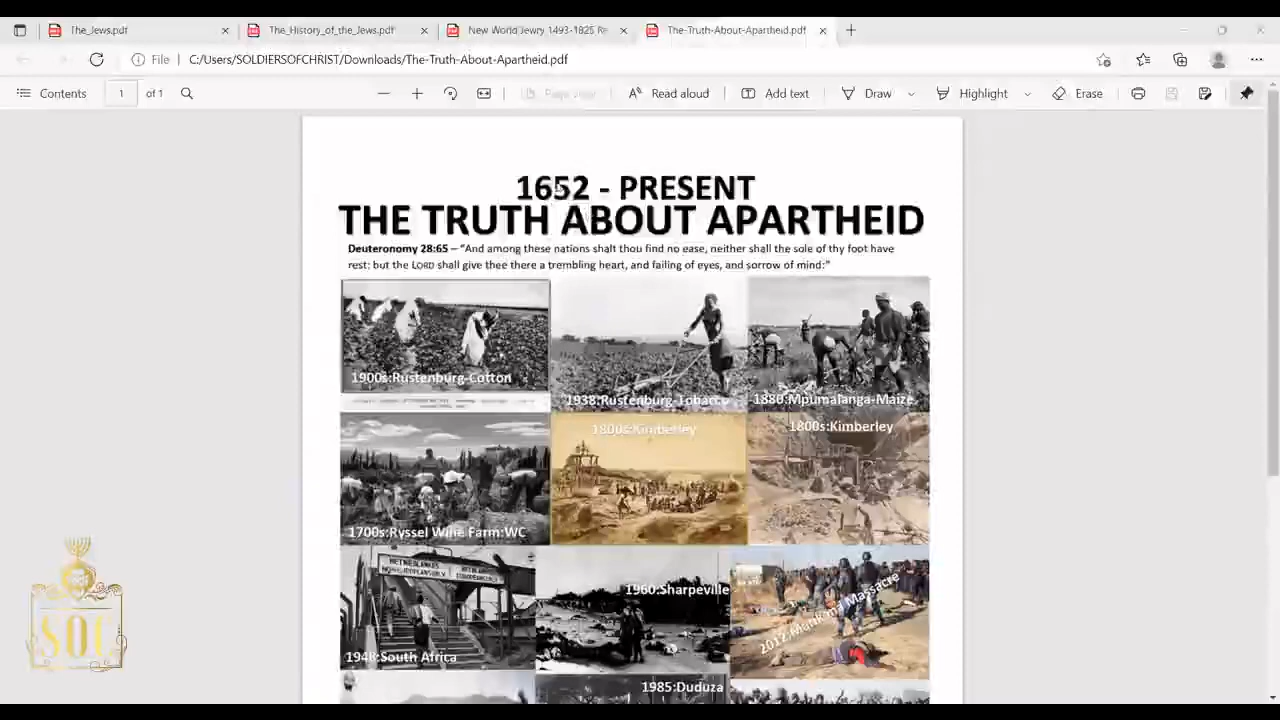 The_Jews.pdf
The_History_of_the_Jews.pdf
New World Jewry 1493-1825 Re
The-Truth-About-Apartheid.pdf
File
C:/Users/SOLDIERSOFCHRIST/Downloads/The-Truth-About-Apartheid.pdf
Contents
1
of 1
Page view
Read aloud
Add text
Draw
Highlight
Erase
1652 - PRESENT
THE TRUTH ABOUT APARTHEID
Deuteronomy 28:65 – "And among these nations shalt thou find no ease, neither shall the sole of thy foot have
rest: but the LORD shall give thee there a trembling heart, and failing of eyes, and sorrow of mind:"
1900s:Rustenburg-Cotton
1938:Rustenburg-Tobacco
1880:Mpumalanga-Maize
1700s:Ryssel Wine Farm:WC
1800s:Kimberley
1800s:Kimberley
1948:South Africa
1960:Sharpeville
2012:Marikana Massacre
1985:Duduza
SOC